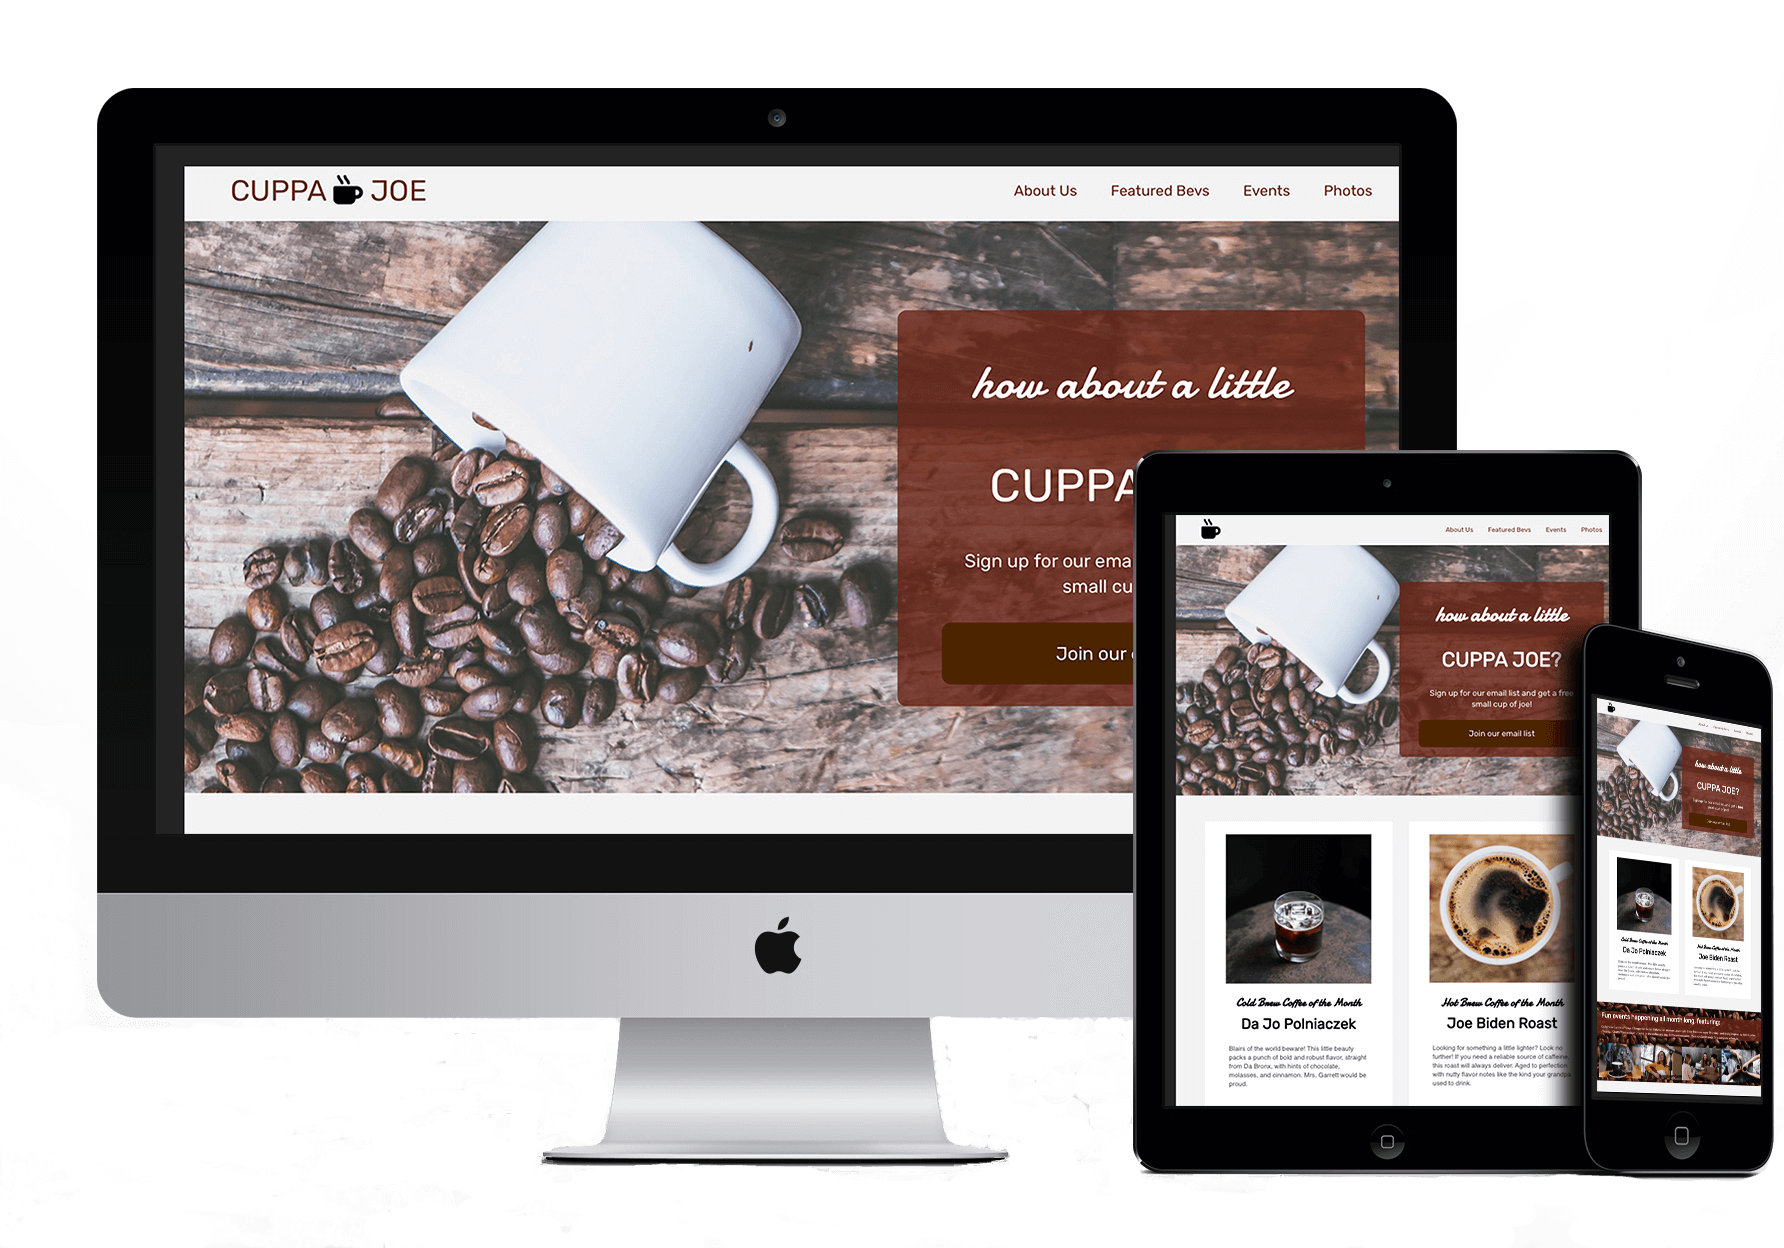 CUPPA JOE
About Us Featured Bevs Events Photos
how about a little
CUPPA
Sign up for our ema
small cu
Join our
About Us Featured Bevs Events Photos
how about a little
CUPPA JOE?
Sign up for our email list and get a free
small cup of joe!
Join our email list
Cold Brew Coffee of the Month
Da Jo Polniaczek
Blairs of the world beware! This little beauty
packs a punch of bold and robust flavor, straight
from Da Bronx, with hints of chocolate,
molasses, and cinnamon. Mrs. Garrett would be
proud.
Hot Brew Coffee of the Month
Joe Biden Roast
Looking for something a little lighter? Look no
further! If you need a reliable source of caffeine,
this roast will always deliver. Aged to perfection
with nutty flavor notes like the kind your grandpa
used to drink.
how about a little
CUPPA JOE?
Join our email list
Cold Brew Coffee of the Month
Da Jo Polniaczek
Hot Brew Coffee of the Month
Joe Biden Roast
Fun events happening all month long, featuring: